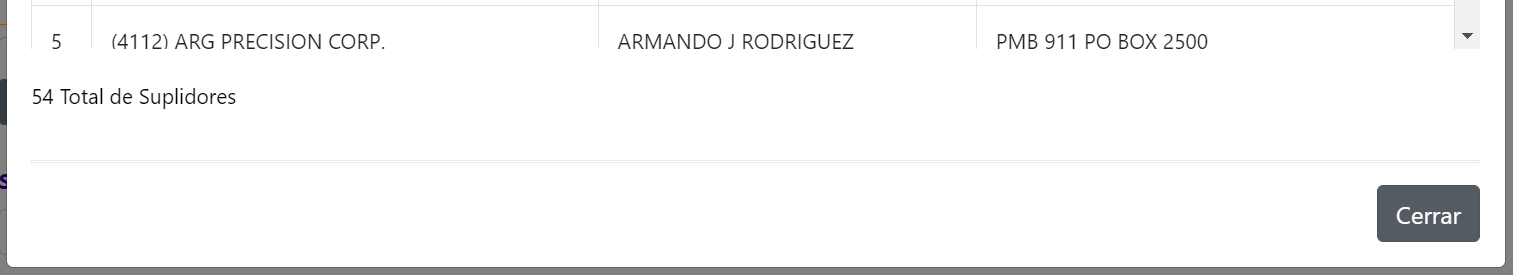 5 (4112) ARG PRECISION CORP. ARMANDO J RODRIGUEZ PMB 911 PO BOX 2500
54 Total de Suplidores
Cerrar